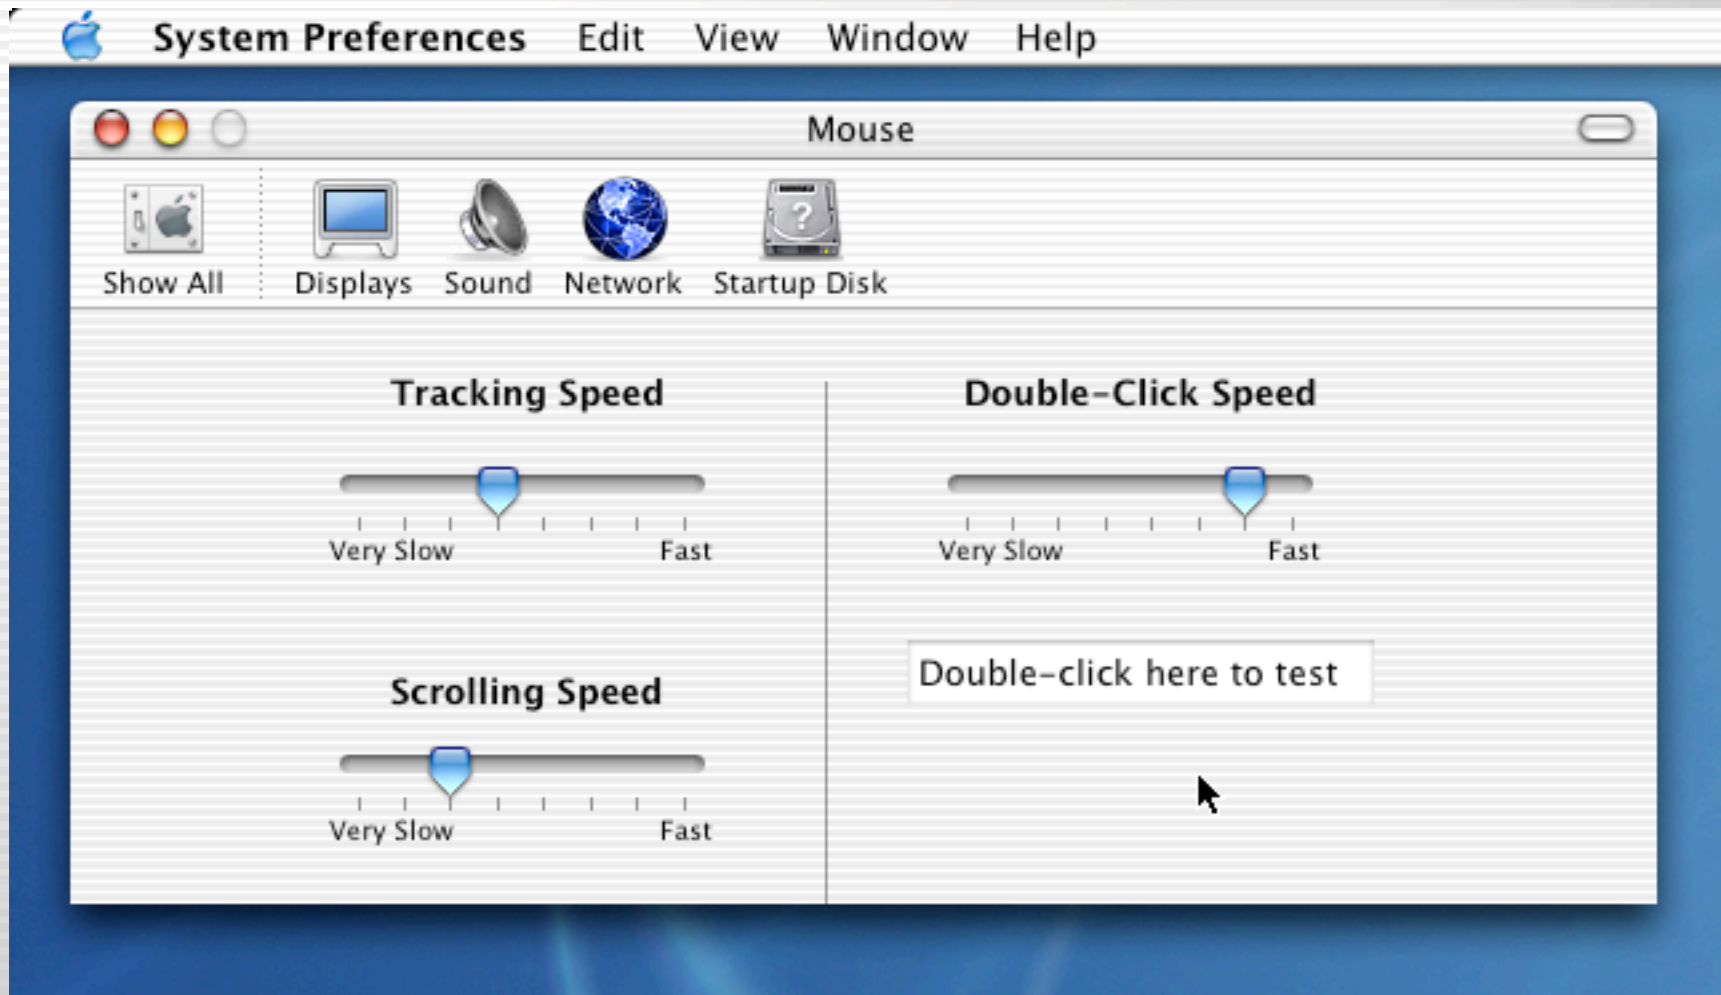 System Preferences Edit View Window Help
Mouse
Show All Displays Sound Network Startup Disk
Tracking Speed
Very Slow Fast
Scrolling Speed
Very Slow Fast
Double-Click Speed
Very Slow Fast
Double-click here to test